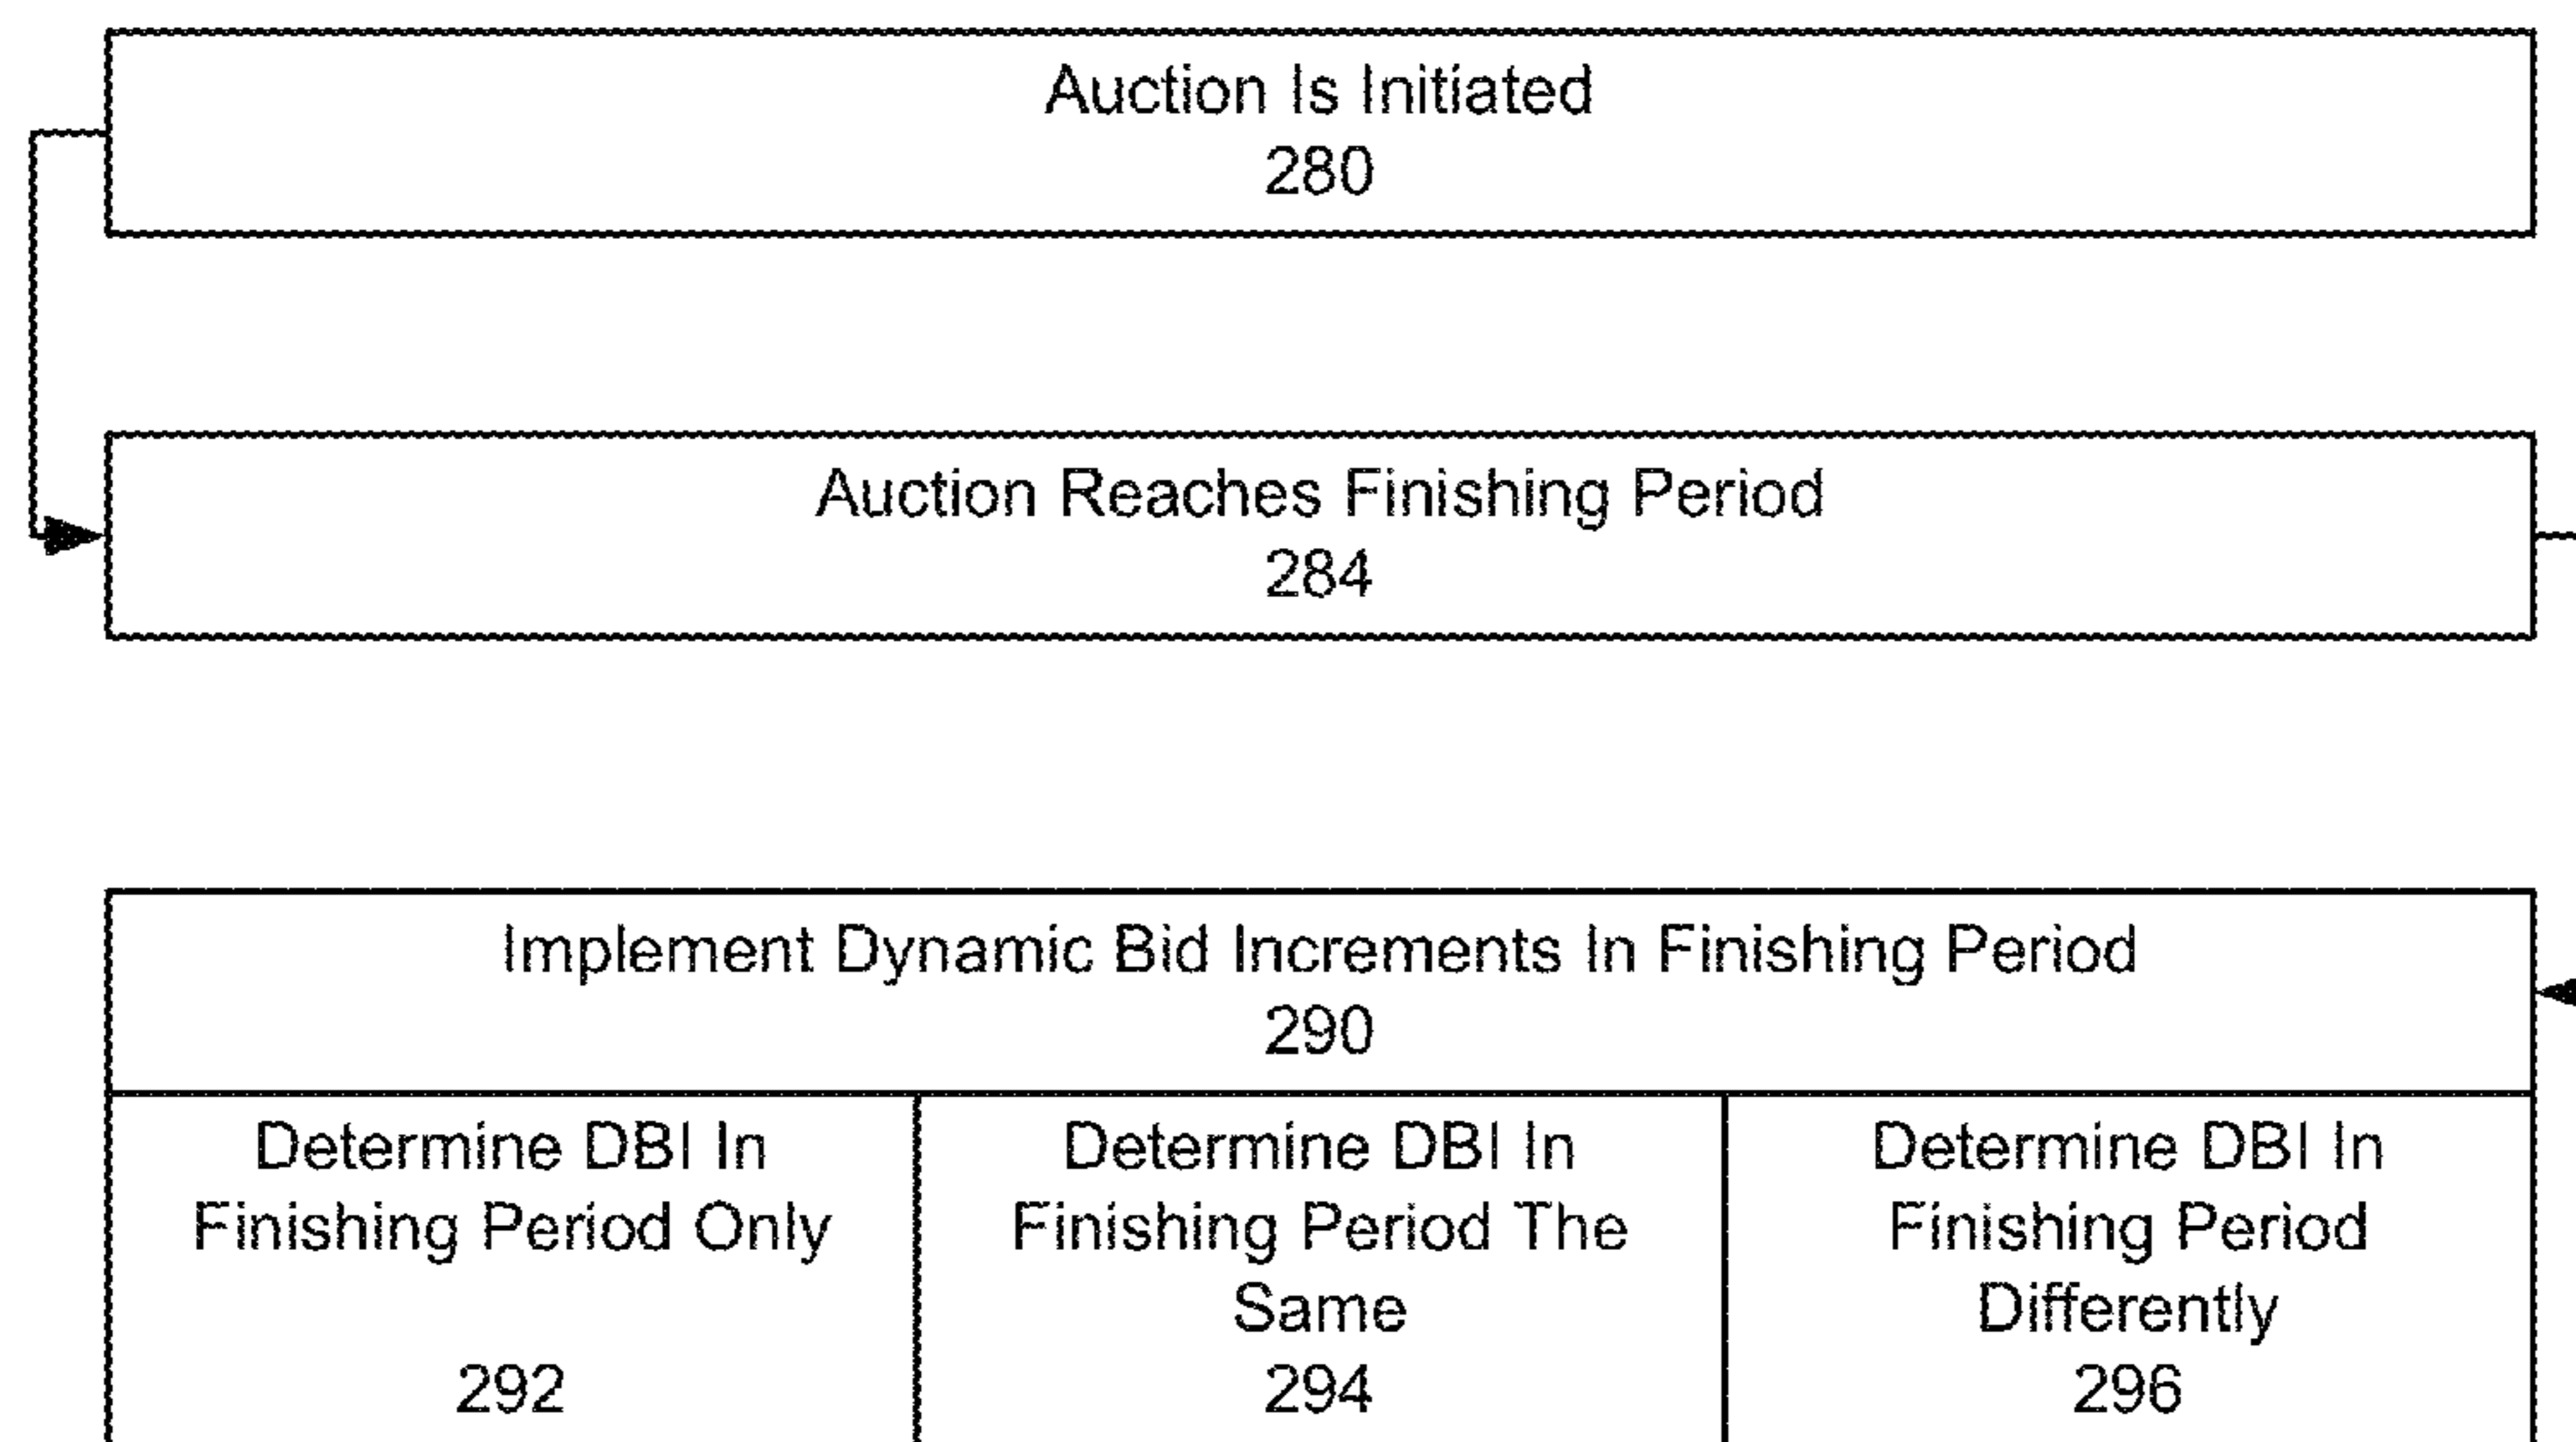 Auction Is Initiated
280
Auction Reaches Finishing Period
284
Implement Dynamic Bid Increments In Finishing Period
290
Determine DBI In
Finishing Period Only
292
Determine DBI In
Finishing Period The
Same
294
Determine DBI In
Finishing Period
Differently
296